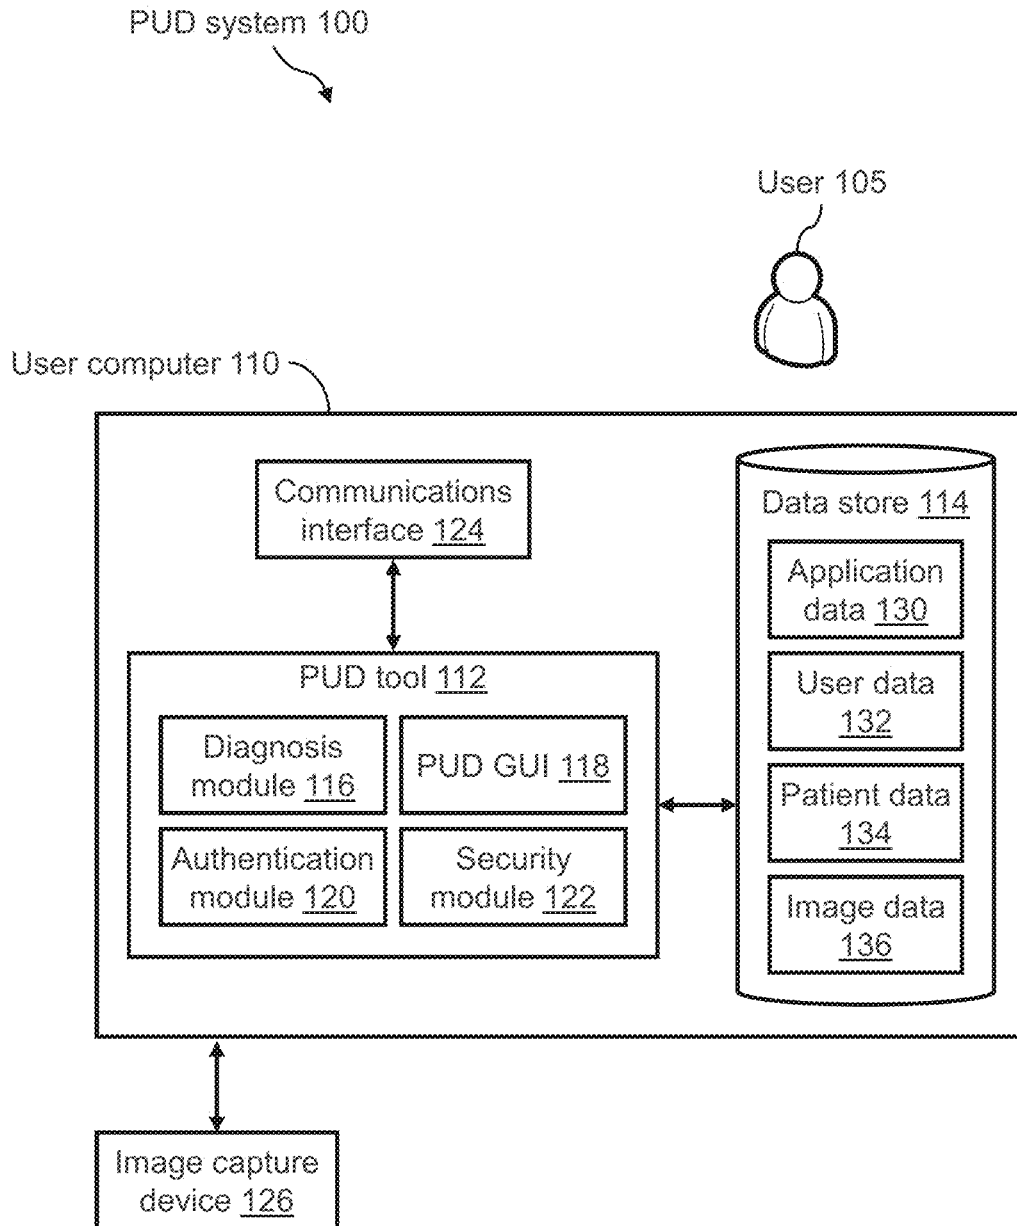 PUD system 100
User 105
User computer 110
Communications
interface 124
Data store 114
Application
data 130
User data
132
Patient data
134
Image data
136
PUD tool 112
Diagnosis
module 116
PUD GUI 118
Authentication
module 120
Security
module 122
Image capture
device 126